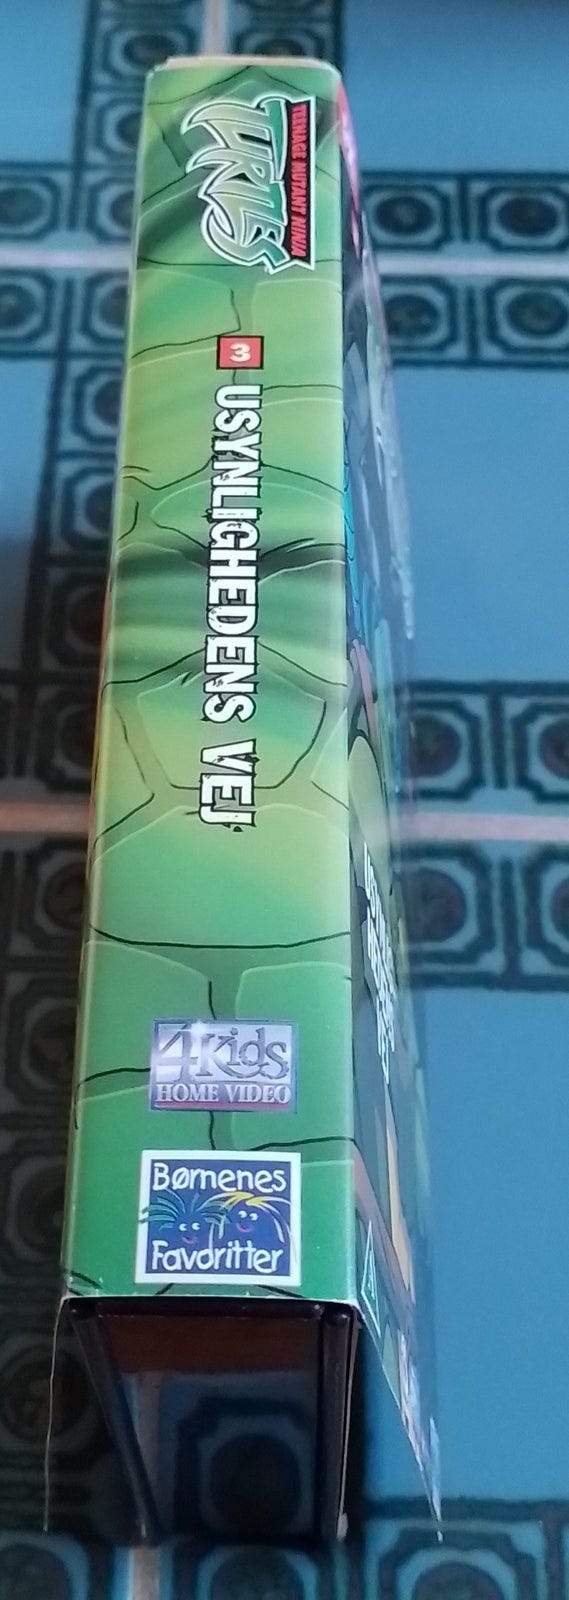 TEENAGE MUTANT NINJA
TURTLES
3
USYNLIGHEDENS VEJ
4Kids
HOME VIDEO
Børnenes
Favoritter